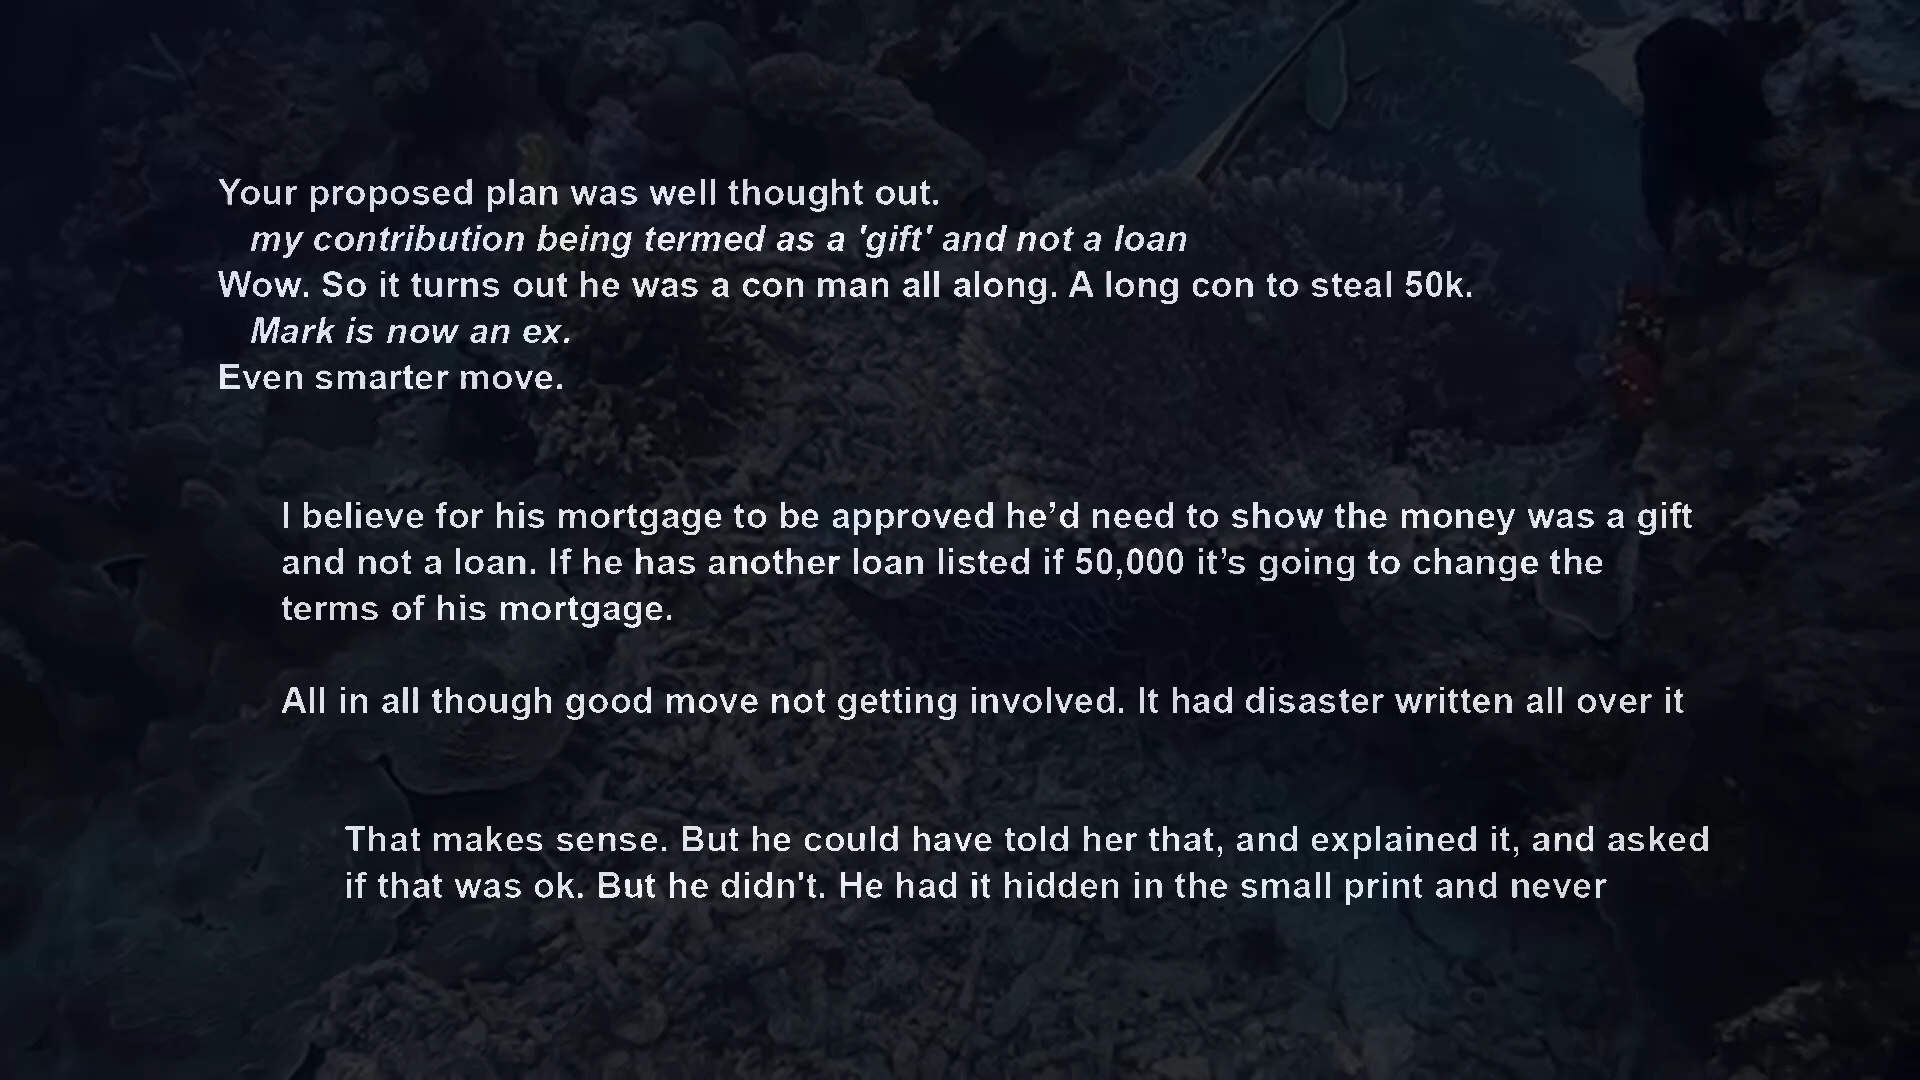 Your proposed plan was well thought out.
my contribution being termed as a 'gift' and not a loan
Wow. So it turns out he was a con man all along. A long con to steal 50k.
Mark is now an ex.
Even smarter move.
I believe for his mortgage to be approved he’d need to show the money was a gift
and not a loan. If he has another loan listed if 50,000 it’s going to change the
terms of his mortgage.
All in all though good move not getting involved. It had disaster written all over it
That makes sense. But he could have told her that, and explained it, and asked
if that was ok. But he didn't. He had it hidden in the small print and never